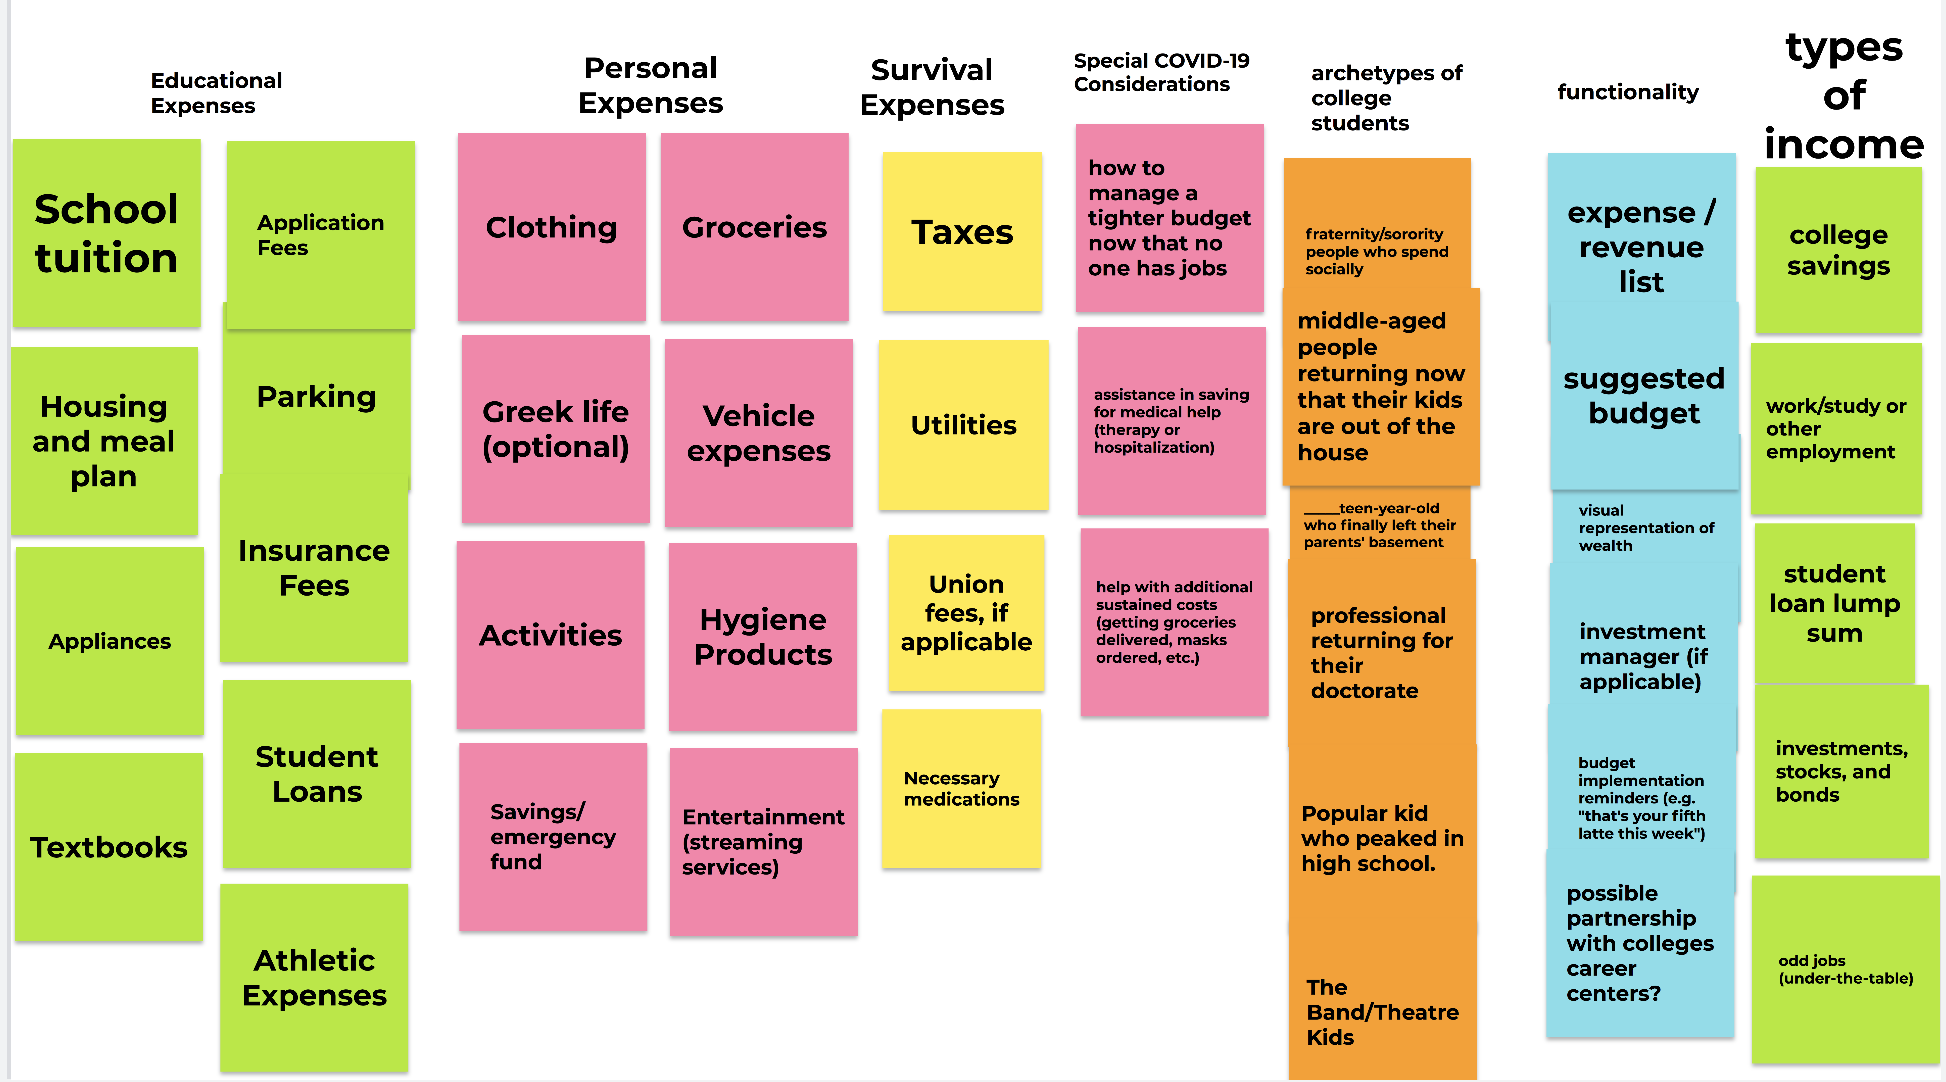 Educational
Expenses
School
tuition
Application
Fees
Housing
and meal
plan
Parking
Appliances
Insurance
Fees
Textbooks
Student
Loans
Athletic
Expenses
Personal
Expenses
Clothing
Groceries
Greek life
(optional)
Vehicle
expenses
Activities
Hygiene
Products
Savings/
emergency
fund
Entertainment
(streaming
services)
Survival
Expenses
Taxes
Utilities
Union
fees, if
applicable
Necessary
medications
Special COVID-19
Considerations
how to
manage a
tighter budget
now that no
one has jobs
assistance in saving
for medical help
(therapy or
hospitalization)
help with additional
sustained costs
(getting groceries
delivered, masks
ordered, etc.)
archetypes of
college
students
fraternity/sorority
people who spend
socially
middle-aged
people
returning now
that their kids
are out of the
house
____teen-year-old
who finally left their
parents' basement
professional
returning for
their
doctorate
Popular kid
who peaked in
high school.
The
Band/Theatre
Kids
functionality
expense /
revenue
list
suggested
budget
visual
representation of
wealth
investment
manager (if
applicable)
budget
implementation
reminders (e.g.
"that's your fifth
latte this week")
possible
partnership
with colleges
career
centers?
types
of
income
college
savings
work/study or
other
employment
student
loan lump
sum
investments,
stocks, and
bonds
odd jobs
(under-the-table)